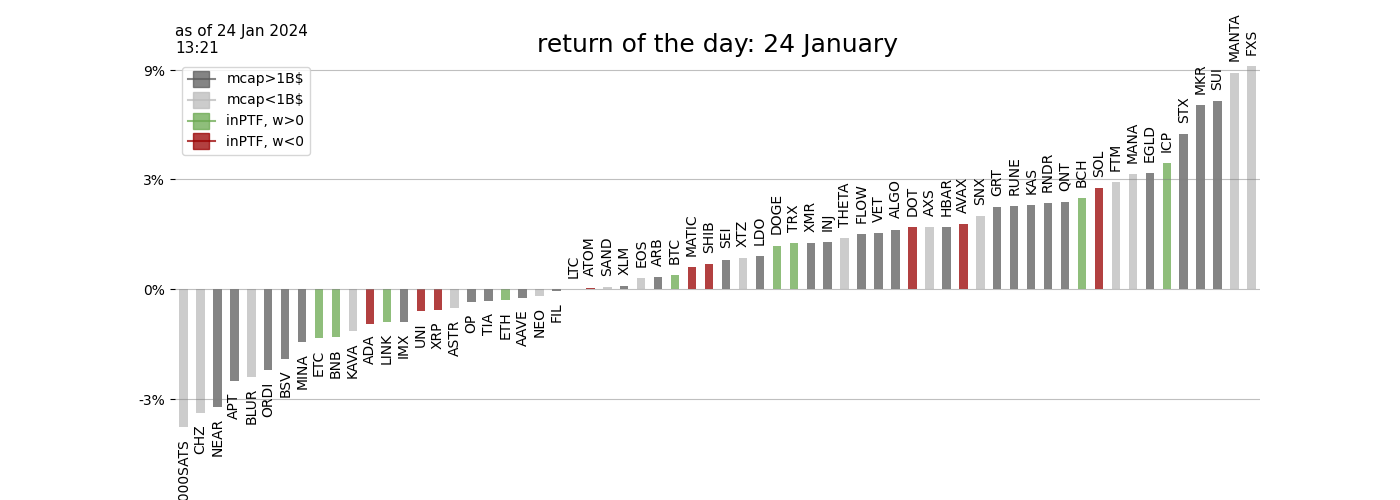 as of 24 Jan 2024
13:21
return of the day: 24 January
mcap>1B$
mcap<1B$
inPTF, w>0
inPTF, w<0
9%
3%
0%
-3%
000SATS
CHZ
NEAR
APT
BLUR
ORDI
BSV
MINA
ETC
BNB
KAVA
ADA
LINK
IMX
UNI
XRP
ASTR
OP
TIA
ETH
AAVE
NEO
FIL
LTC
ATOM
SAND
XLM
EOS
ARB
BTC
MATIC
SHIB
SEI
XTZ
LDO
DOGE
TRX
XMR
INJ
THETA
FLOW
VET
ALGO
DOT
AXS
HBAR
AVAX
SNX
GRT
RUNE
KAS
RNDR
QNT
BCH
SOL
FTM
MANA
EGLD
ICP
STX
MKR
SUI
MANTA
FXS